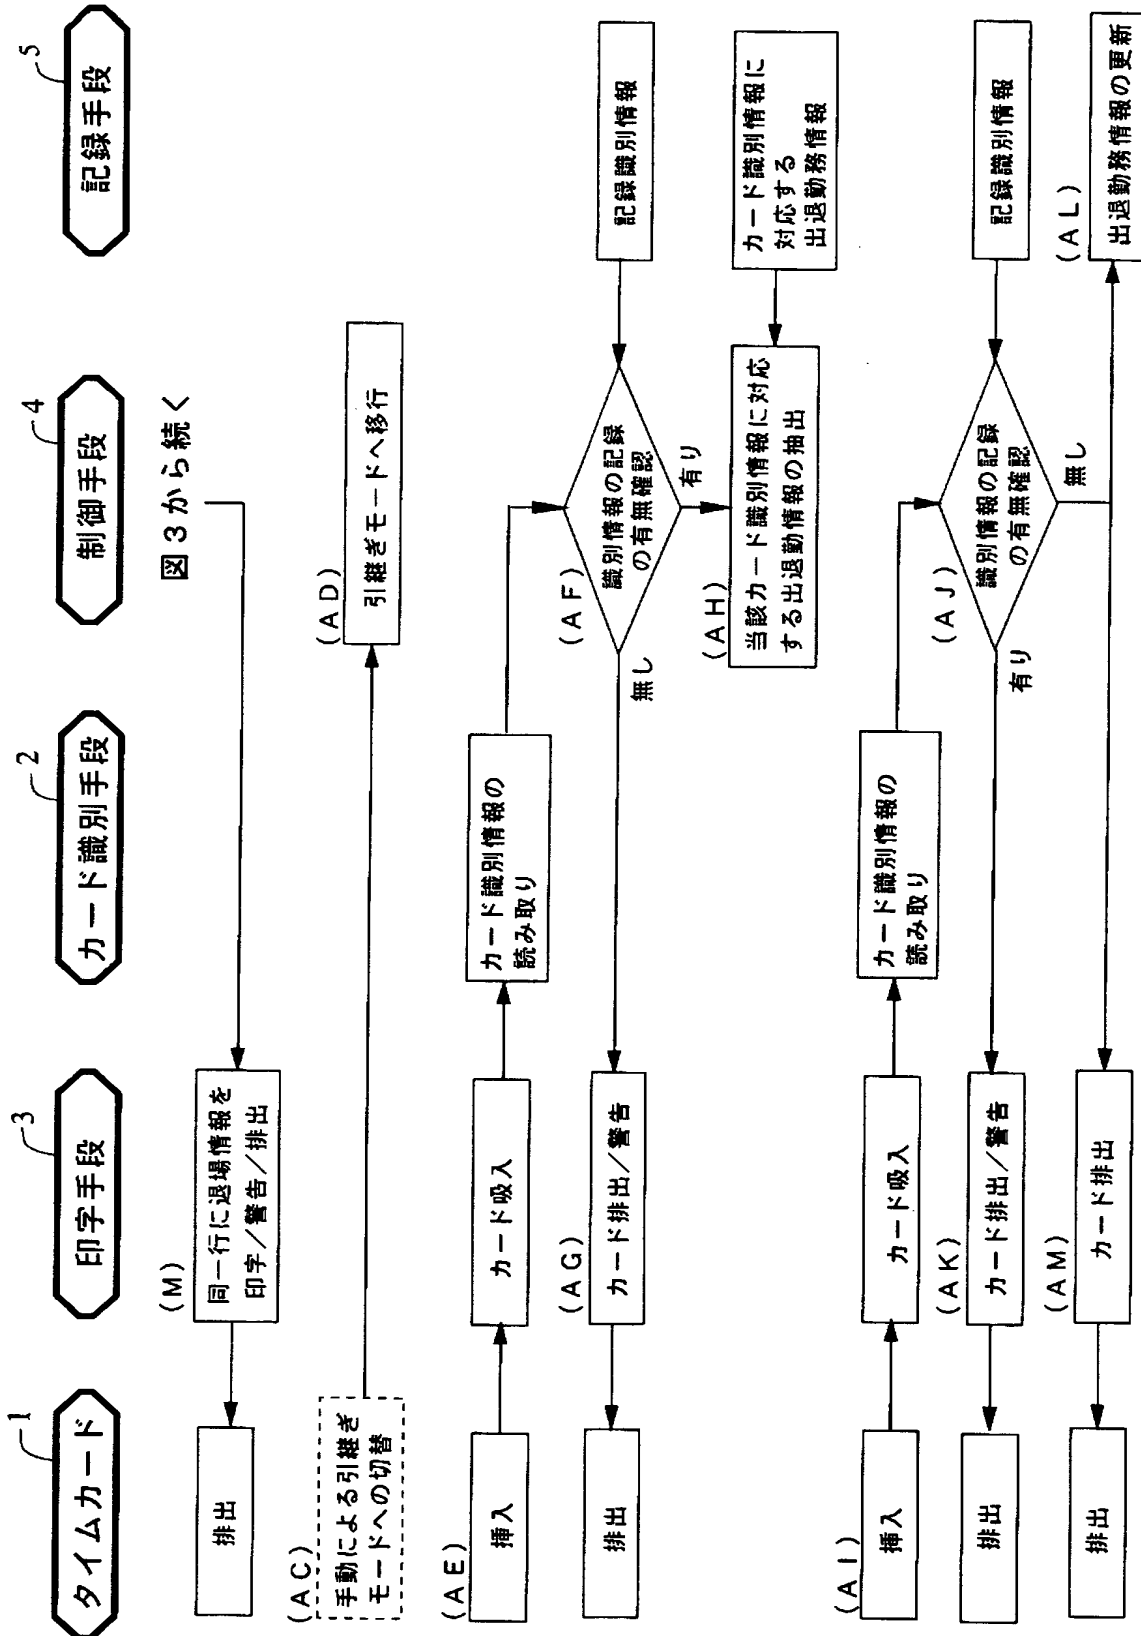 1
タイムカード
3
印字手段
2
カード識別手段
4
制御手段
5
記録手段
図3から続く
(M)
同一行に退場情報を
印字/警告/排出
排出
(AC)
手動による引継ぎ
モードへの切替
(AD)
引継ぎモードへ移行
(AE)
挿入
カード吸入
カード識別情報の
読み取り
(AF)
識別情報の記録
の有無確認
記録識別情報
無し
有り
(AG)
カード排出/警告
排出
(AH)
当該カード識別情報に対応
する出退勤情報の抽出
カード識別情報に
対応する
出退勤務情報
(AI)
挿入
カード吸入
カード識別情報の
読み取り
(AJ)
識別情報の記録
の有無確認
記録識別情報
有り
無し
(AK)
カード排出/警告
排出
(AL)
出退勤務情報の更新
(AM)
カード排出
排出